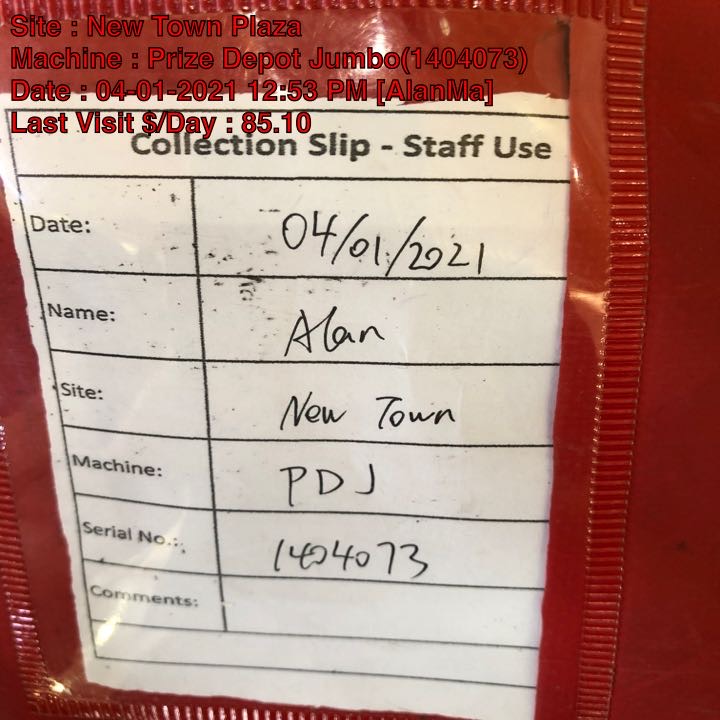 Site : New Town Plaza
Machine : Prize Depot Jumbo(1404073)
Date : 04-01-2021 12:53 PM [AlanMa]
Last Visit $/Day : 85.10
Collection Slip - Staff Use
Date: 04/01/2021
Name: Alan
Site: New Town
Machine: PDJ
Serial No.: 1404073
Comments: